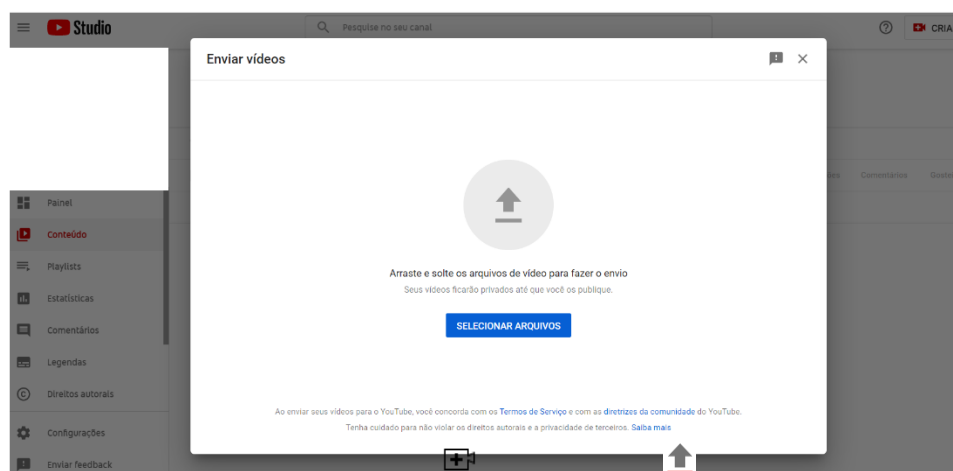 Studio
Pesquise no seu canal
CRIA
Enviar vídeos
Comentários
Painel
Conteúdo
Playlists
Estatísticas
Comentários
Legendas
Direitos autorais
Configurações
Enviar feedback
Arraste e solte os arquivos de vídeo para fazer o envio
Seus vídeos ficarão privados até que você os publique.
SELECIONAR ARQUIVOS
Ao enviar seus vídeos para o YouTube, você concorda com os Termos de Serviço e com as diretrizes da comunidade do YouTube.
Tenha cuidado para não violar os direitos autorais e a privacidade de terceiros. Saiba mais